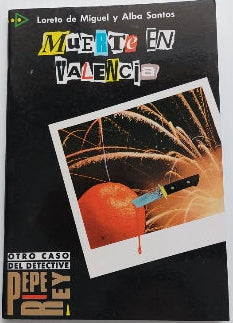 Loreto de Miguel y Alba Santos
MUERTE EN
VALENCIA
OTRO CASO
DEL DETECTIVE
PEPE
REY